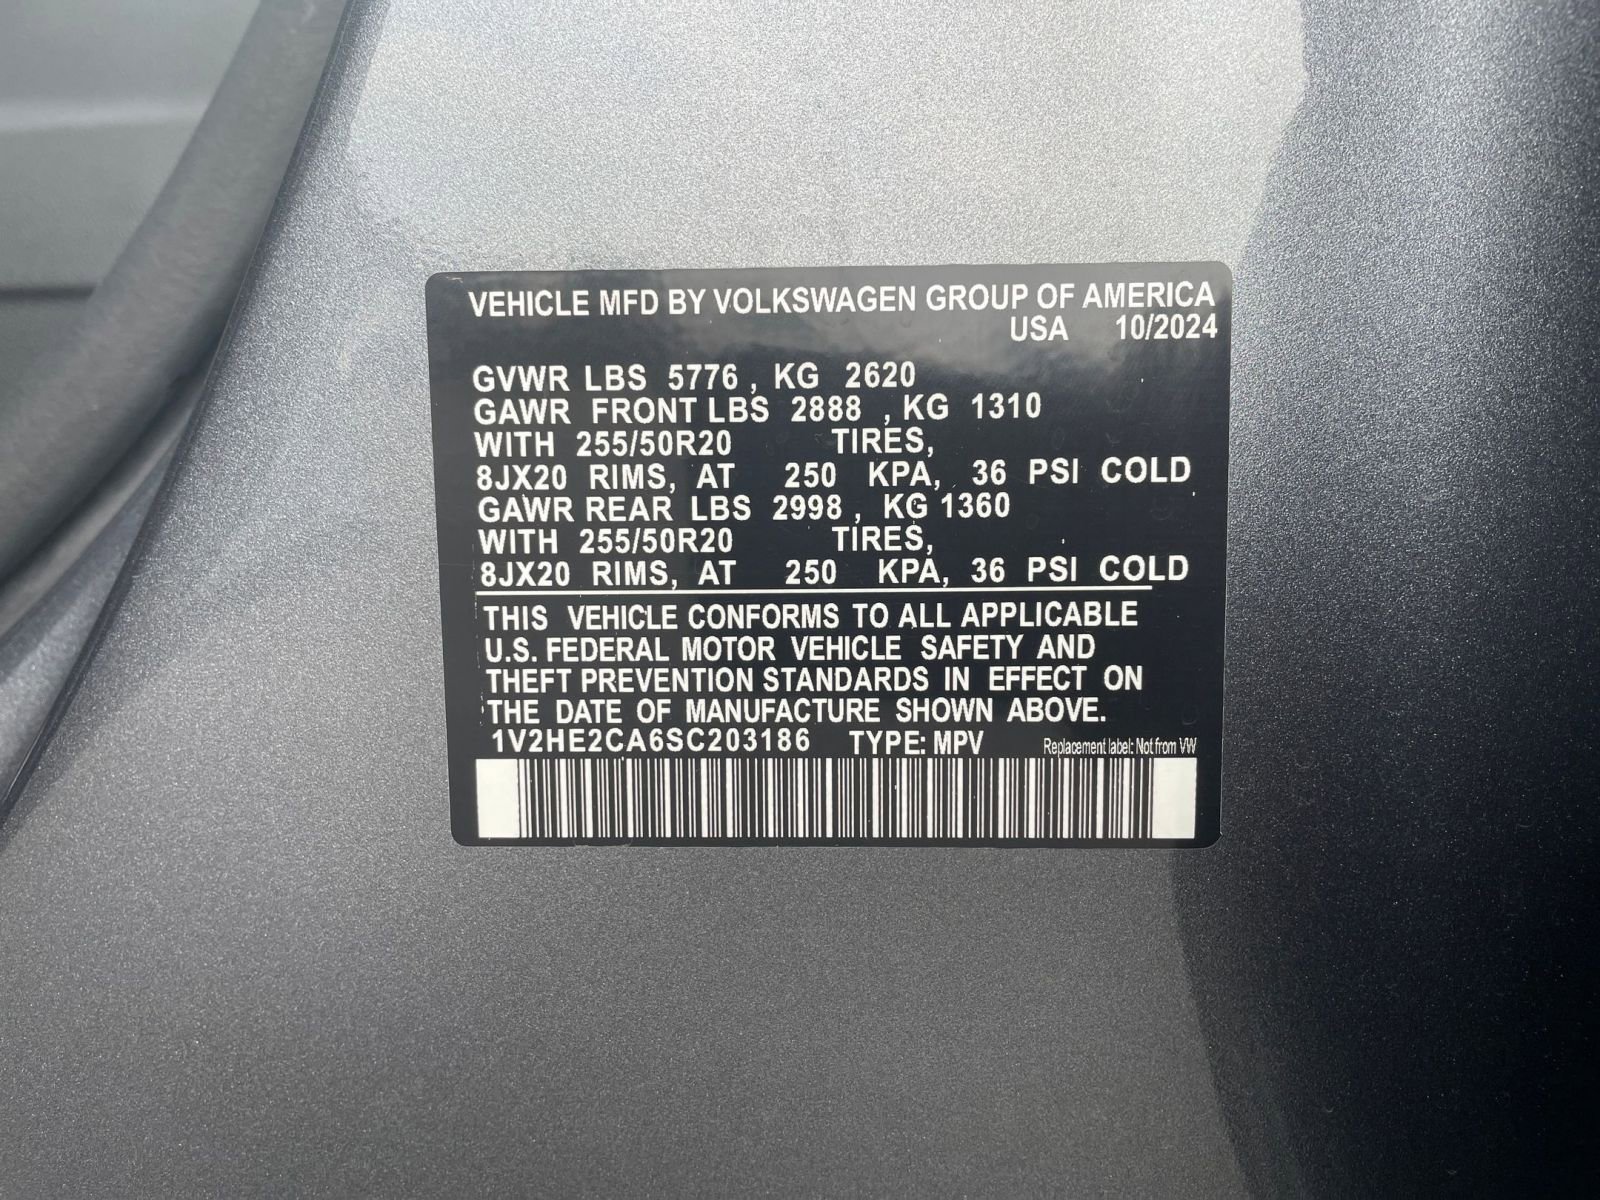 VEHICLE MFD BY VOLKSWAGEN GROUP OF AMERICA
USA 10/2024
GVWR LBS 5776 , KG 2620
GAWR FRONT LBS 2888 , KG 1310
WITH 255/50R20 TIRES,
8JX20 RIMS, AT 250 KPA, 36 PSI COLD
GAWR REAR LBS 2998 , KG 1360
WITH 255/50R20 TIRES,
8JX20 RIMS, AT 250 KPA, 36 PSI COLD
THIS VEHICLE CONFORMS TO ALL APPLICABLE
U.S. FEDERAL MOTOR VEHICLE SAFETY AND
THEFT PREVENTION STANDARDS IN EFFECT ON
THE DATE OF MANUFACTURE SHOWN ABOVE.
1V2HE2CA6SC203186 TYPE: MPV Replacement label: Not from VW